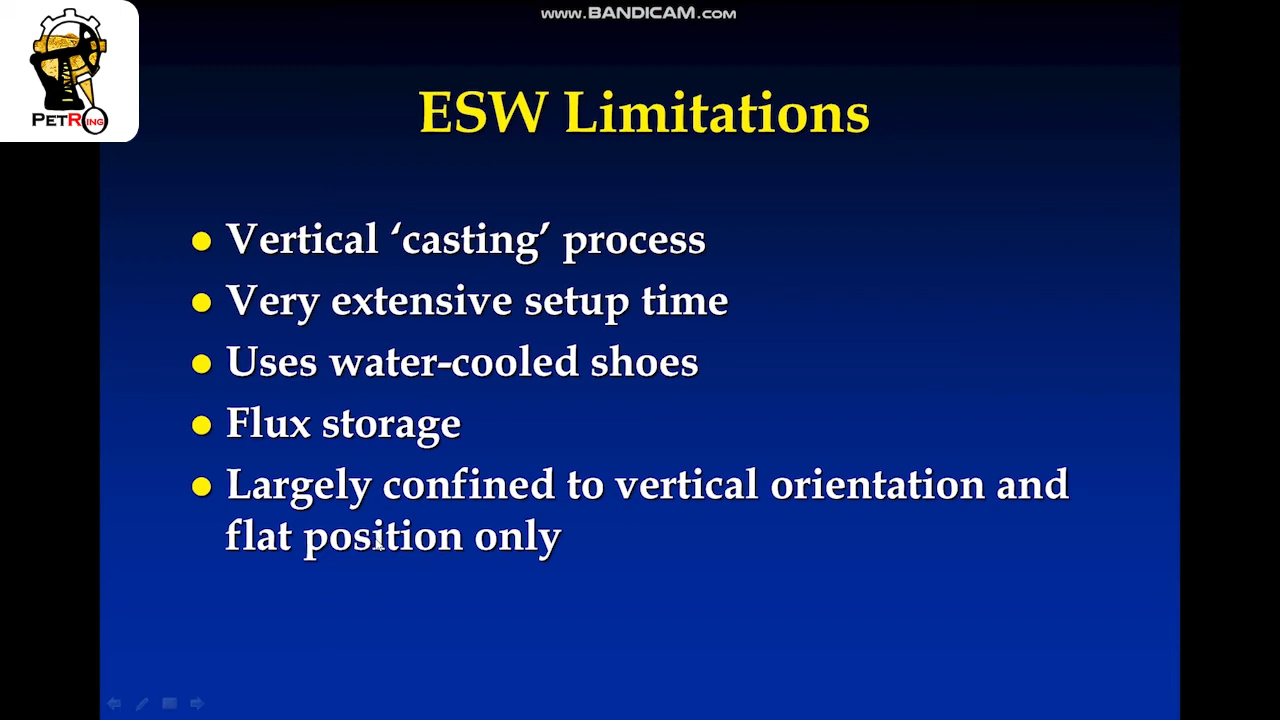 www.BANDICAM.com
PETRING
ESW Limitations
Vertical ‘casting’ process
Very extensive setup time
Uses water-cooled shoes
Flux storage
Largely confined to vertical orientation and
flat position only